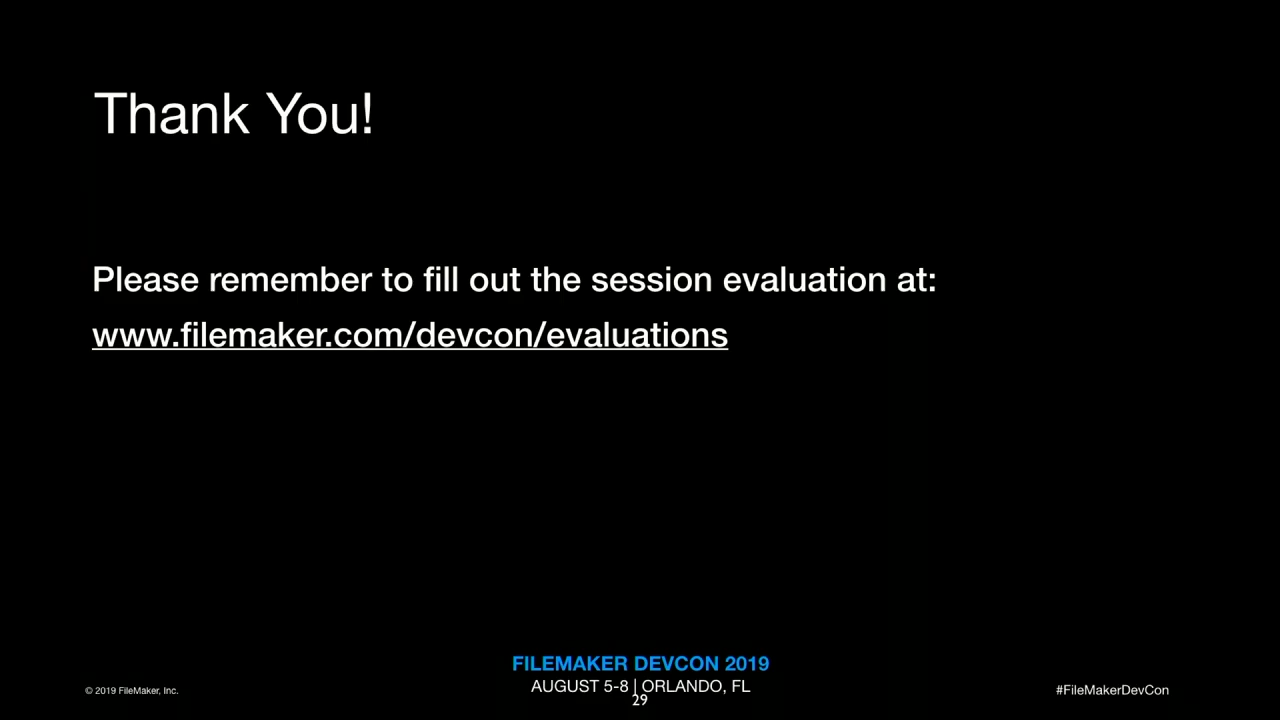 Thank You!
Please remember to fill out the session evaluation at:
www.filemaker.com/devcon/evaluations
FILEMAKER DEVCON 2019
© 2019 FileMaker, Inc.
AUGUST 5-8 | ORLANDO, FL
#FileMakerDevCon
29